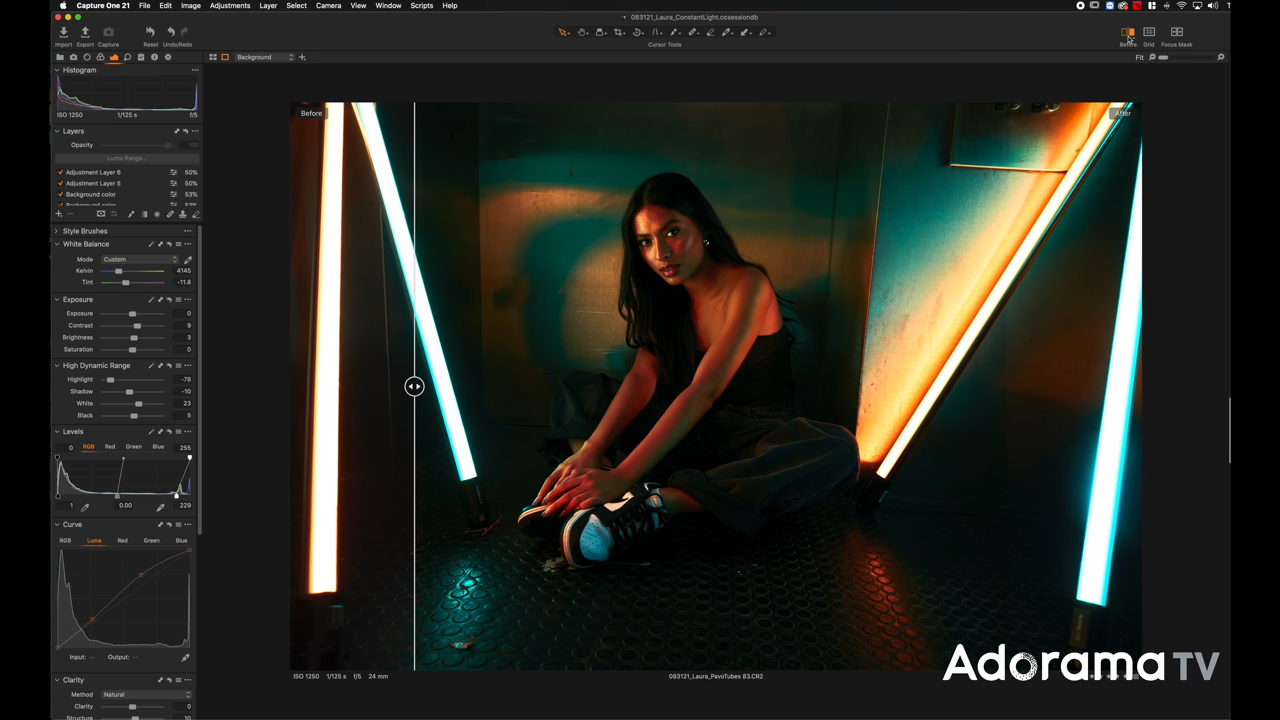 Capture One 21 File Edit Image Adjustments Layer Select Camera View Window Scripts Help
083121_Laura_ConstantLight.cosessiondb
Import Export Capture Reset Undo/Redo Cursor Tools Before Grid Focus Mask
Background Fit
Histogram
ISO 1250 1/125 s f/5
Layers
Opacity 100
Luma Range...
Adjustment Layer 6 50%
Adjustment Layer 5 50%
Background color 53%
Background color 53%
Style Brushes
White Balance
Mode Custom
Kelvin 4145
Tint -11.8
Exposure
Exposure 0
Contrast 9
Brightness 3
Saturation 0
High Dynamic Range
Highlight -78
Shadow -10
White 23
Black 5
Levels
0 RGB Red Green Blue 255
1 0.00 229
Curve
RGB Luma Red Green Blue
Input: -- Output: --
Clarity
Method Natural
Clarity 0
Structure 10
Before After
ISO 1250 1/125 s f/5 24 mm 083121_Laura_PavoTubes 83.CR2
Adorama TV